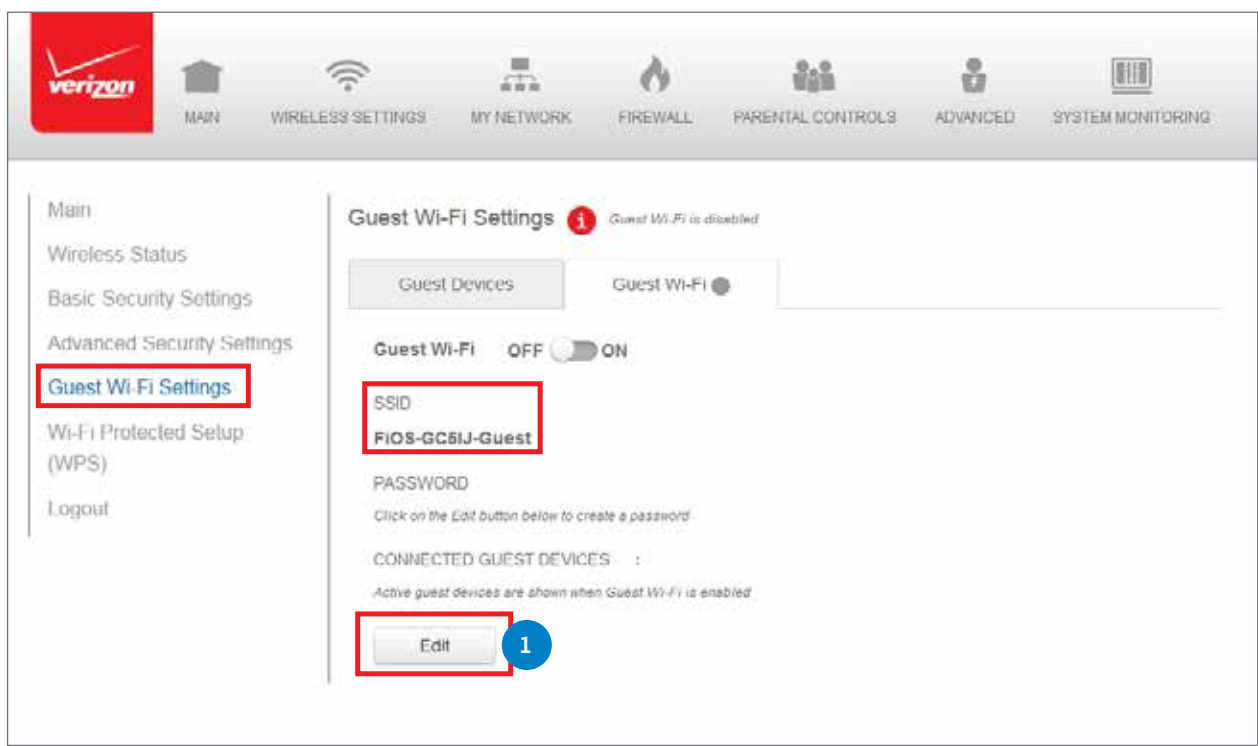 verizon
MAIN
WIRELESS SETTINGS
MY NETWORK
FIREWALL
PARENTAL CONTROLS
ADVANCED
SYSTEM MONITORING
Main
Wireless Status
Basic Security Settings
Advanced Security Settings
Guest Wi-Fi Settings
Wi-Fi Protected Setup
(WPS)
Logout
Guest Wi-Fi Settings i Guest Wi-Fi is disabled
Guest Devices
Guest Wi-Fi
Guest Wi-Fi OFF ON
SSID
FiOS-GC5IJ-Guest
PASSWORD
Click on the Edit button below to create a password
CONNECTED GUEST DEVICES :
Active guest devices are shown when Guest Wi-Fi is enabled
Edit 1